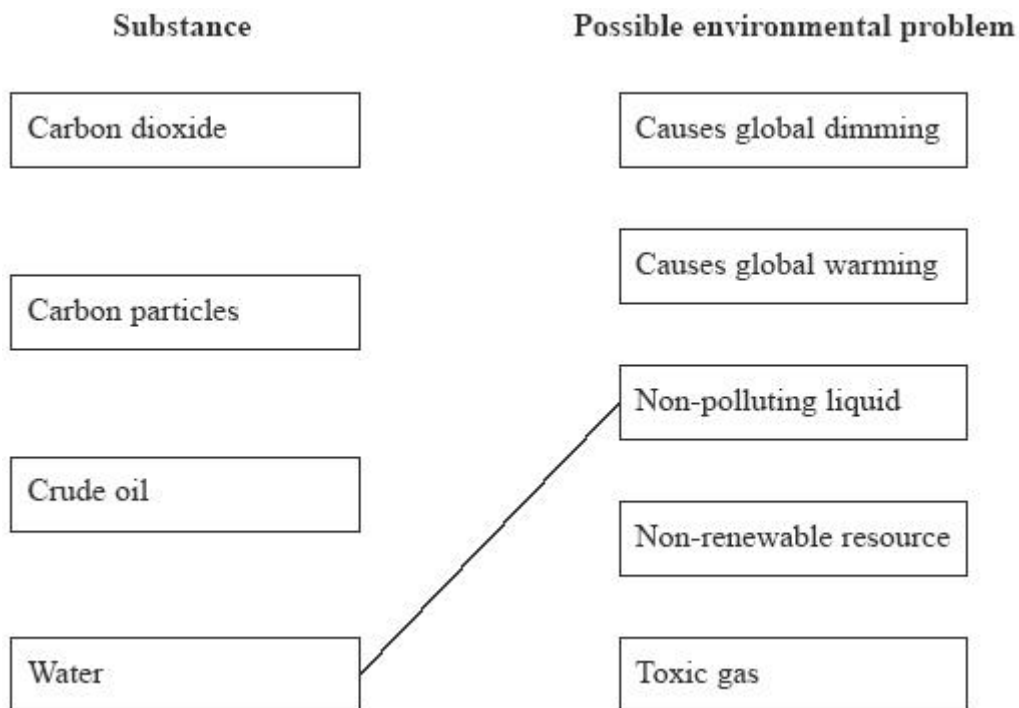 Substance
Possible environmental problem
Carbon dioxide
Causes global dimming
Causes global warming
Carbon particles
Non-polluting liquid
Crude oil
Non-renewable resource
Water
Toxic gas